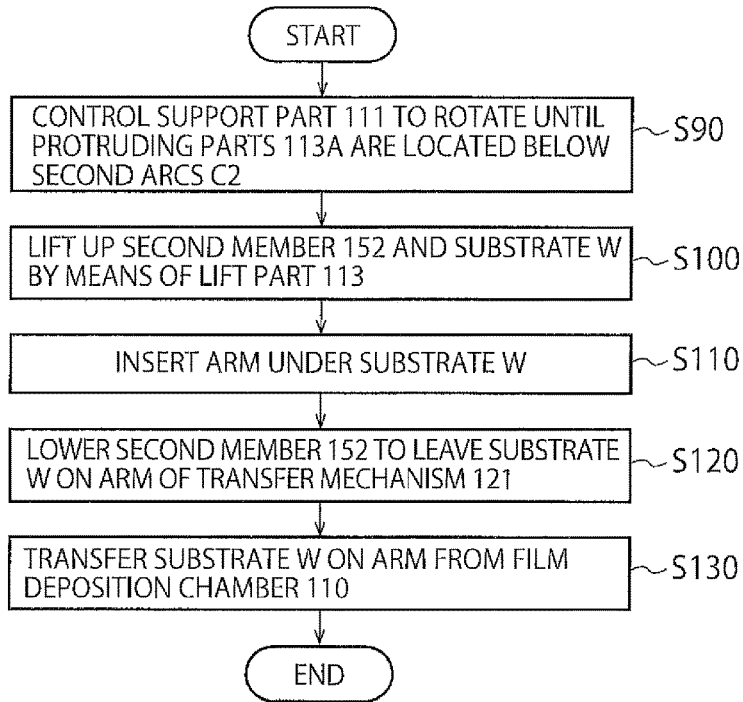 START
CONTROL SUPPORT PART 111 TO ROTATE UNTIL
PROTRUDING PARTS 113A ARE LOCATED BELOW
SECOND ARCS C2
S90
LIFT UP SECOND MEMBER 152 AND SUBSTRATE W
BY MEANS OF LIFT PART 113
S100
INSERT ARM UNDER SUBSTRATE W
S110
LOWER SECOND MEMBER 152 TO LEAVE SUBSTRATE
W ON ARM OF TRANSFER MECHANISM 121
S120
TRANSFER SUBSTRATE W ON ARM FROM FILM
DEPOSITION CHAMBER 110
S130
END